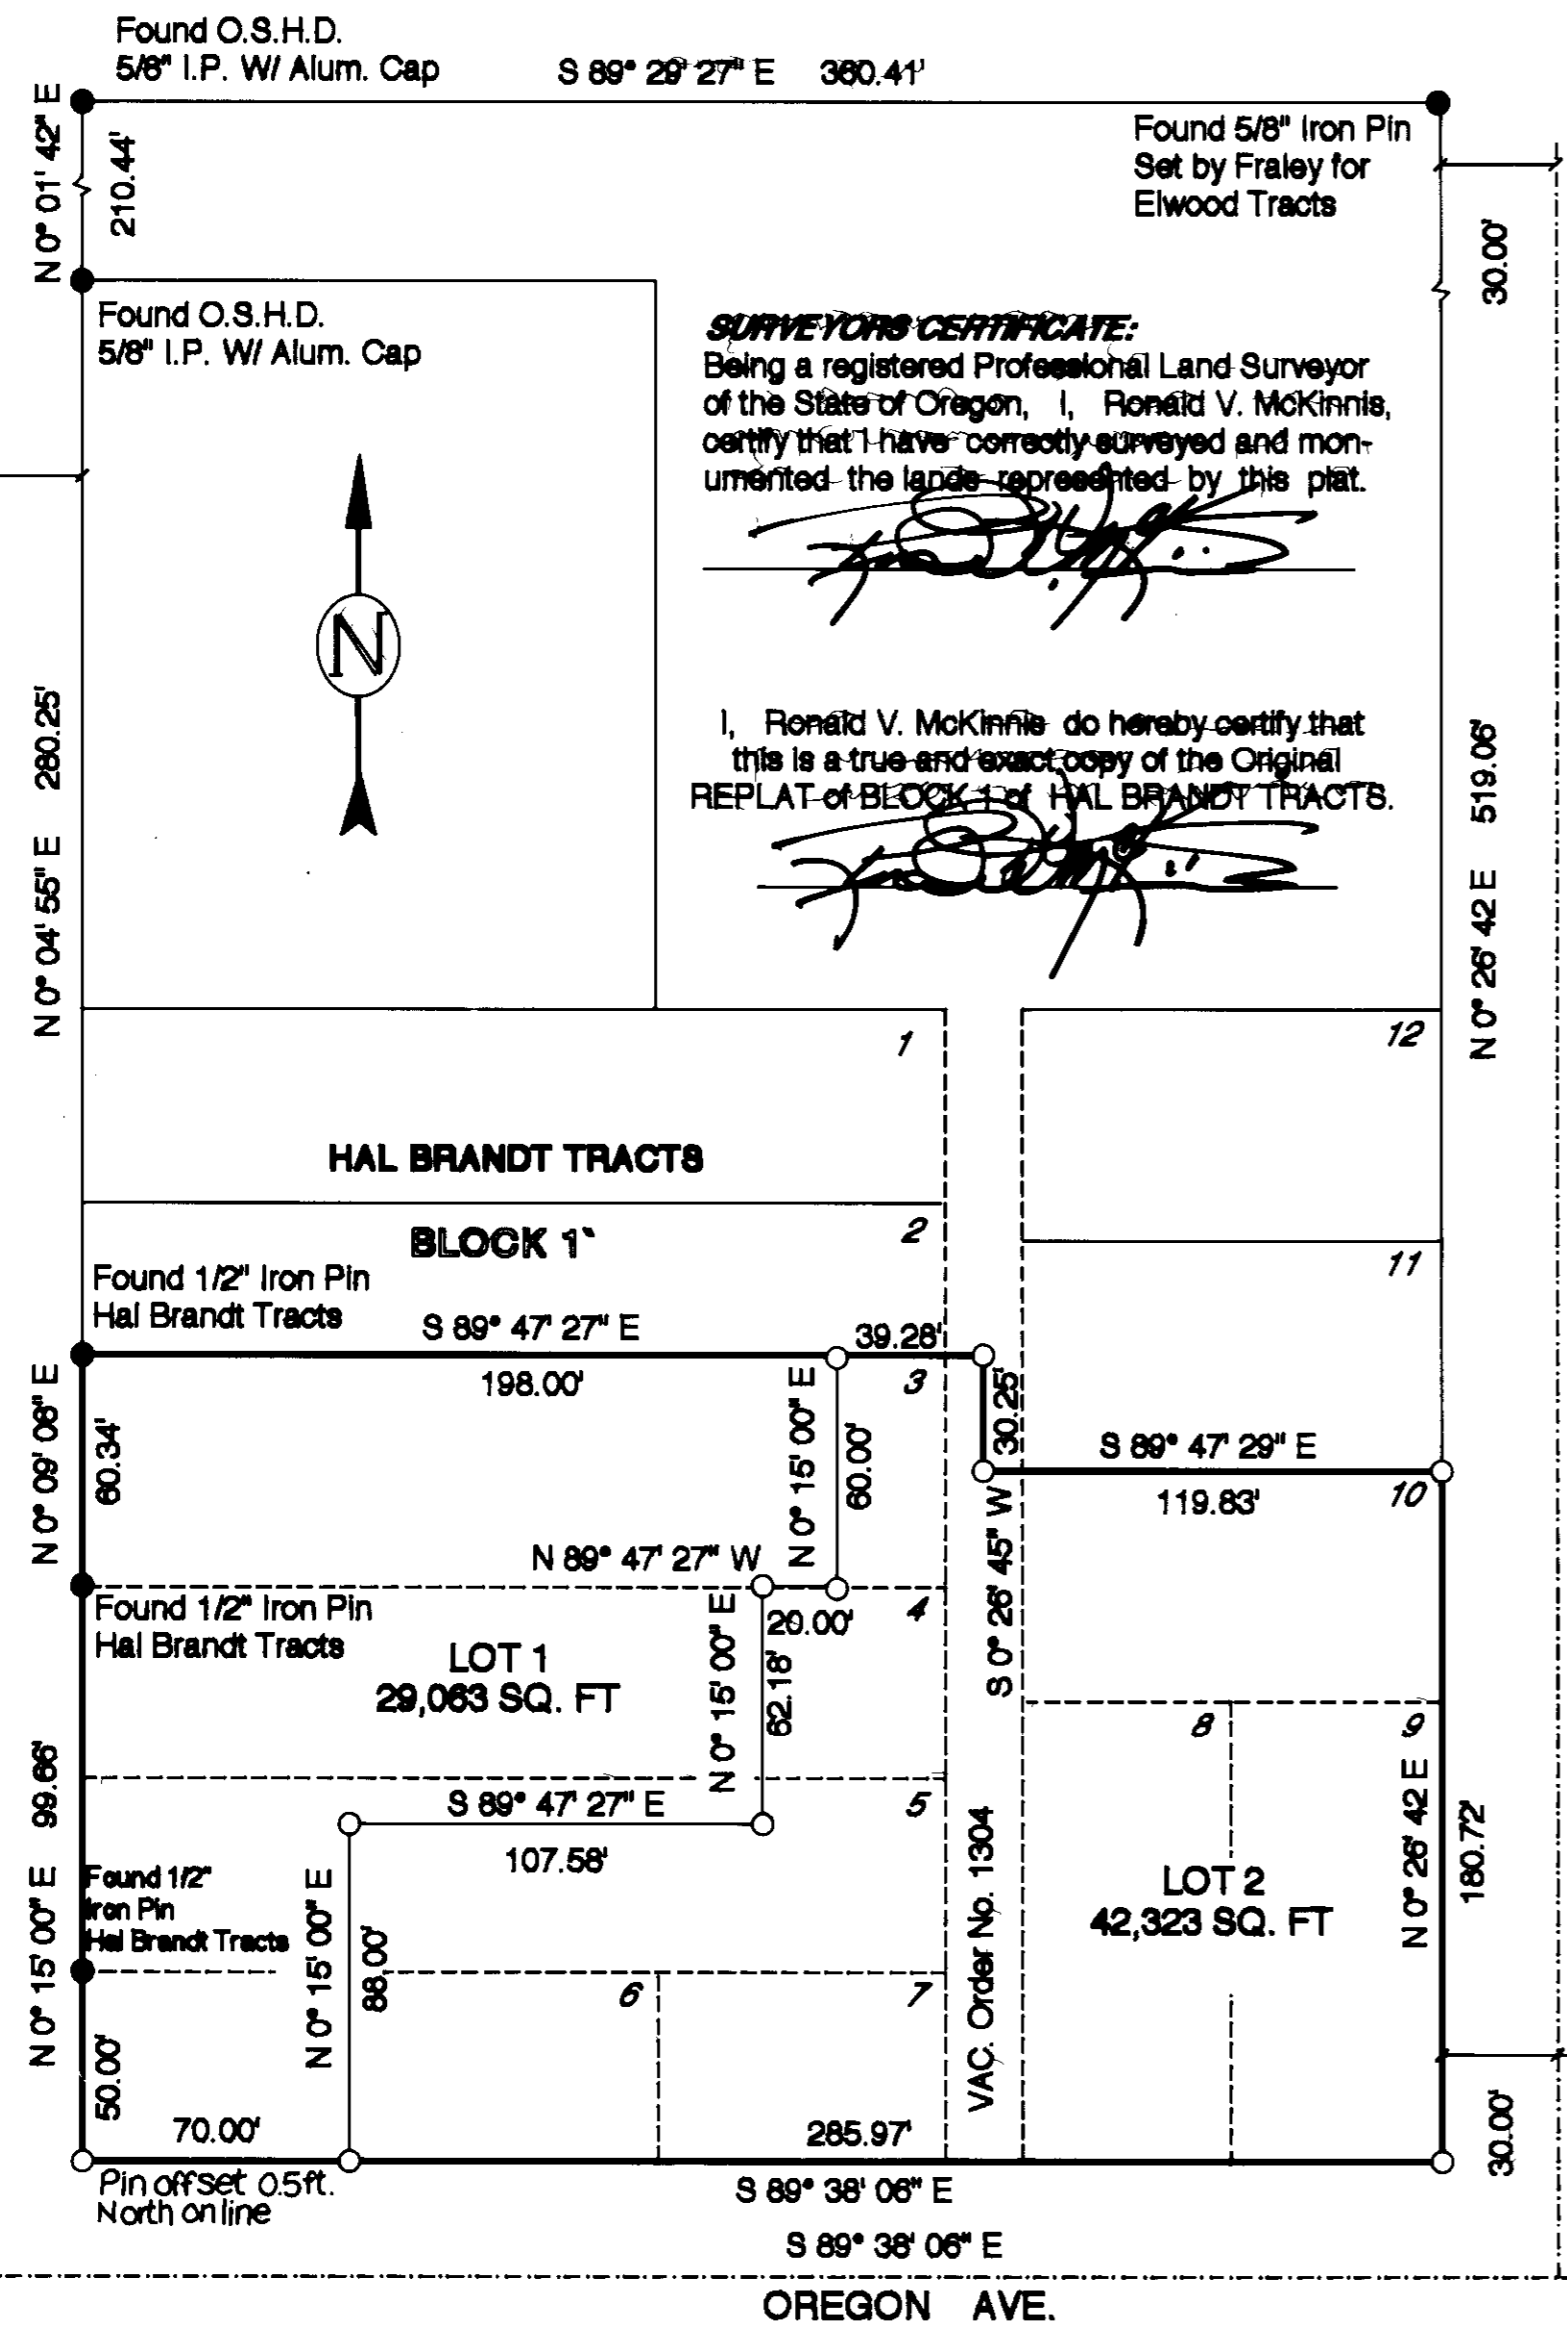 Found O.S.H.D.
5/8" I.P. W/ Alum. Cap
S 89° 29' 27" E 360.41'
N 0° 01' 42" E
210.44'
Found 5/8" Iron Pin
Set by Fraley for
Elwood Tracts
30.00'
Found O.S.H.D.
5/8" I.P. W/ Alum. Cap
SURVEYORS CERTIFICATE:
Being a registered Professional Land Surveyor
of the State of Oregon, I, Ronald V. McKinnis,
certify that I have correctly surveyed and mon-
umented the lands represented by this plat.
N
I, Ronald V. McKinnis do hereby certify that
this is a true and exact copy of the Original
REPLAT of BLOCK 1 of HAL BRANDT TRACTS.
N 0° 04' 55" E 280.25'
N 0° 26' 42 E 519.06'
1
12
HAL BRANDT TRACTS
BLOCK 1
2
11
Found 1/2" Iron Pin
Hal Brandt Tracts
S 89° 47' 27" E
39.28'
198.00'
3
N 0° 09' 08" E
60.34'
N 0° 15' 00" E
60.00'
30.25'
S 0° 26' 45" W
S 89° 47' 29" E
119.83'
10
N 89° 47' 27" W
20.00'
4
Found 1/2" Iron Pin
Hal Brandt Tracts
LOT 1
29,063 SQ. FT
N 0° 15' 00" E
62.18'
8
9
S 89° 47' 27" E
107.58'
5
N 0° 15' 00" E 99.66'
Found 1/2"
Iron Pin
Hal Brandt Tracts
N 0° 15' 00" E
88.00'
6
7
VAC. Order No. 1304
LOT 2
42,323 SQ. FT
N 0° 26' 42 E
180.72'
50.00'
70.00'
285.97'
30.00'
Pin offset 0.5ft.
North on line
S 89° 38' 06" E
S 89° 38' 06" E
OREGON AVE.